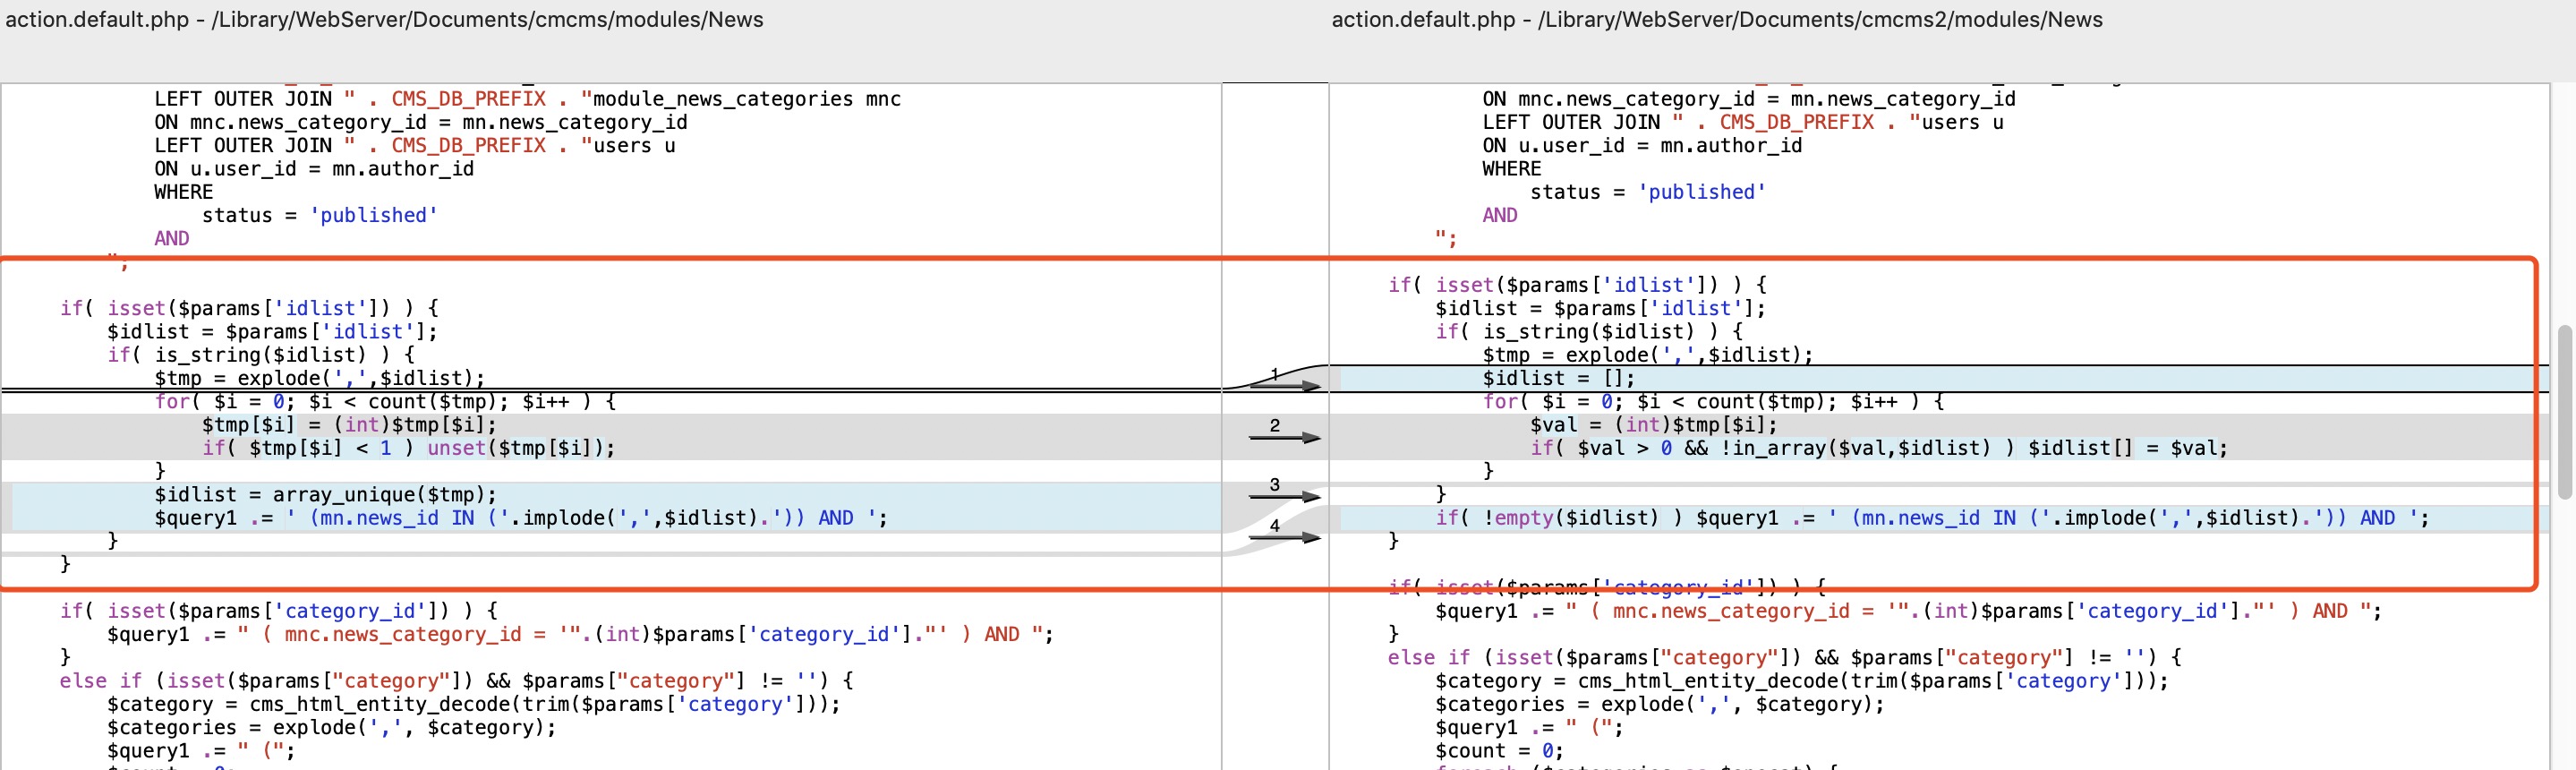 action.default.php - /Library/WebServer/Documents/cmcms/modules/News
LEFT OUTER JOIN " . CMS_DB_PREFIX . "module_news_categories mnc
ON mnc.news_category_id = mn.news_category_id
LEFT OUTER JOIN " . CMS_DB_PREFIX . "users u
ON u.user_id = mn.author_id
WHERE
status = 'published'
AND
";
if( isset($params['idlist']) ) {
$idlist = $params['idlist'];
if( is_string($idlist) ) {
$tmp = explode(',',$idlist);
for( $i = 0; $i < count($tmp); $i++ ) {
$tmp[$i] = (int)$tmp[$i];
if( $tmp[$i] < 1 ) unset($tmp[$i]);
}
$idlist = array_unique($tmp);
$query1 .= ' (mn.news_id IN ('.implode(',',$idlist).')) AND ';
}
}
if( isset($params['category_id']) ) {
$query1 .= " ( mnc.news_category_id = '".(int)$params['category_id']."' ) AND ";
}
else if (isset($params["category"]) && $params["category"] != '') {
$category = cms_html_entity_decode(trim($params['category']));
$categories = explode(',', $category);
$query1 .= " (";
1
2
3
4
action.default.php - /Library/WebServer/Documents/cmcms2/modules/News
ON mnc.news_category_id = mn.news_category_id
LEFT OUTER JOIN " . CMS_DB_PREFIX . "users u
ON u.user_id = mn.author_id
WHERE
status = 'published'
AND
";
if( isset($params['idlist']) ) {
$idlist = $params['idlist'];
if( is_string($idlist) ) {
$tmp = explode(',',$idlist);
$idlist = [];
for( $i = 0; $i < count($tmp); $i++ ) {
$val = (int)$tmp[$i];
if( $val > 0 && !in_array($val,$idlist) ) $idlist[] = $val;
}
}
if( !empty($idlist) ) $query1 .= ' (mn.news_id IN ('.implode(',',$idlist).')) AND ';
}
if( isset($params['category_id']) ) {
$query1 .= " ( mnc.news_category_id = '".(int)$params['category_id']."' ) AND ";
}
else if (isset($params["category"]) && $params["category"] != '') {
$category = cms_html_entity_decode(trim($params['category']));
$categories = explode(',', $category);
$query1 .= " (";
$count = 0;